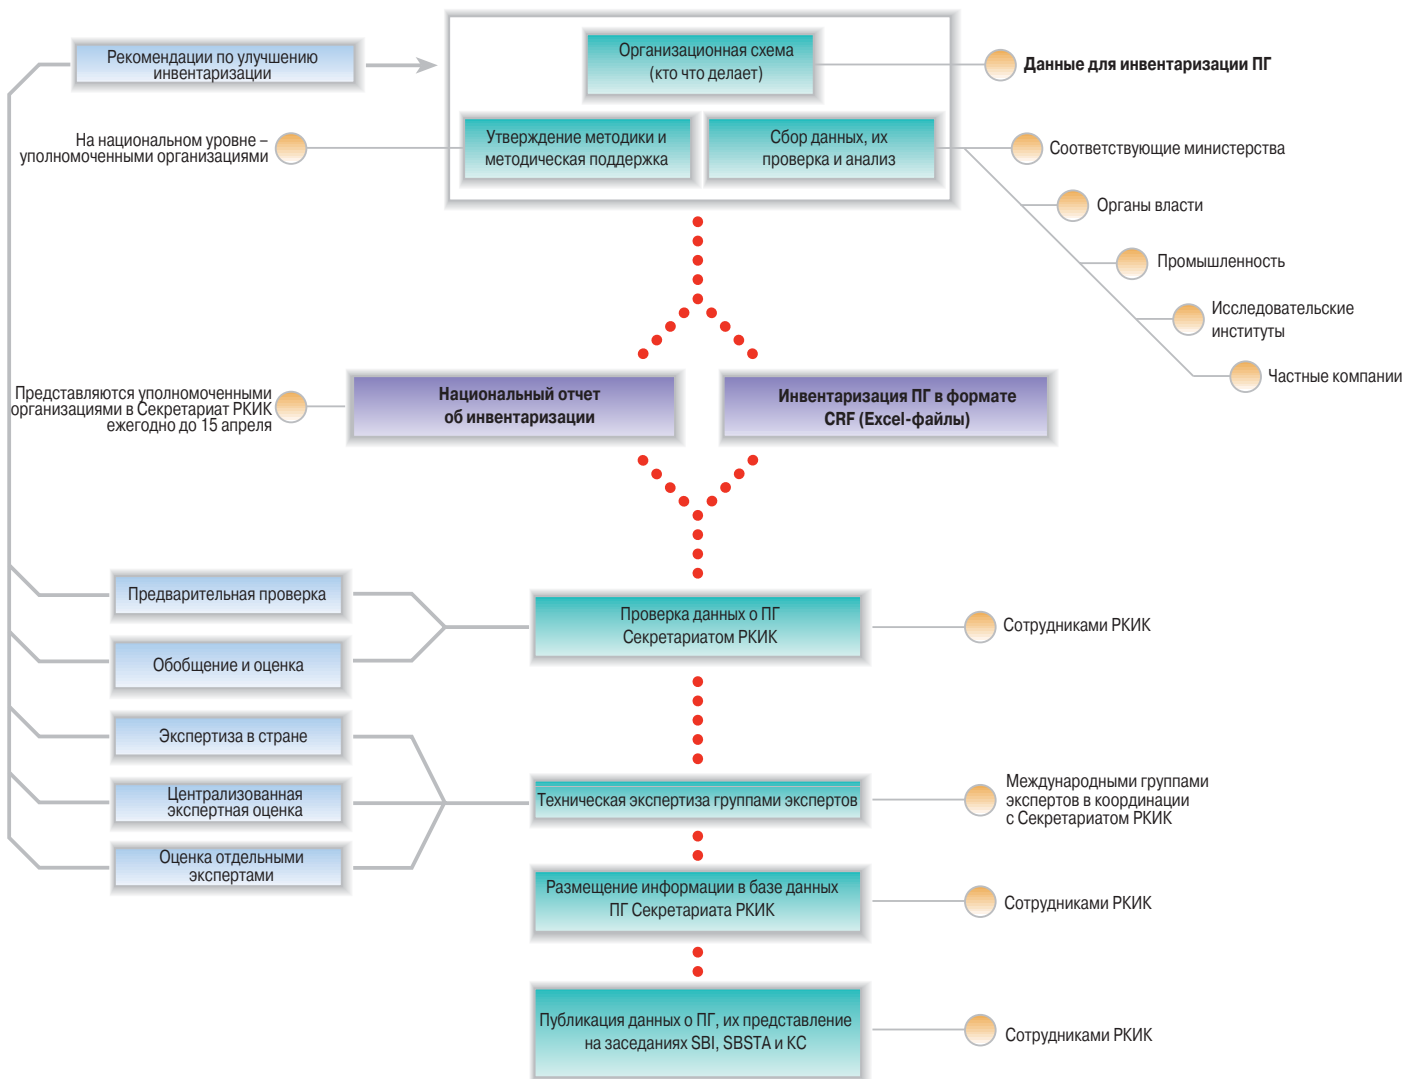 Рекомендации по улучшению
инвентаризации
Организационная схема
(кто что делает)
Данные для инвентаризации ПГ
На национальном уровне –
уполномоченными организациями
Утверждение методики и
методическая поддержка
Сбор данных, их
проверка и анализ
Соответствующие министерства
Органы власти
Промышленность
Исследовательские
институты
Частные компании
Представляются уполномоченными
организациями в Секретариат РКИК
ежегодно до 15 апреля
Национальный отчет
об инвентаризации
Инвентаризация ПГ в формате
CRF (Excel-файлы)
Предварительная проверка
Обобщение и оценка
Проверка данных о ПГ
Секретариатом РКИК
Сотрудниками РКИК
Экспертиза в стране
Централизованная
экспертная оценка
Оценка отдельными
экспертами
Техническая экспертиза группами экспертов
Международными группами
экспертов в координации
с Секретариатом РКИК
Размещение информации в базе данных
ПГ Секретариата РКИК
Сотрудниками РКИК
Публикация данных о ПГ, их представление
на заседаниях SBI, SBSTA и КС
Сотрудниками РКИК